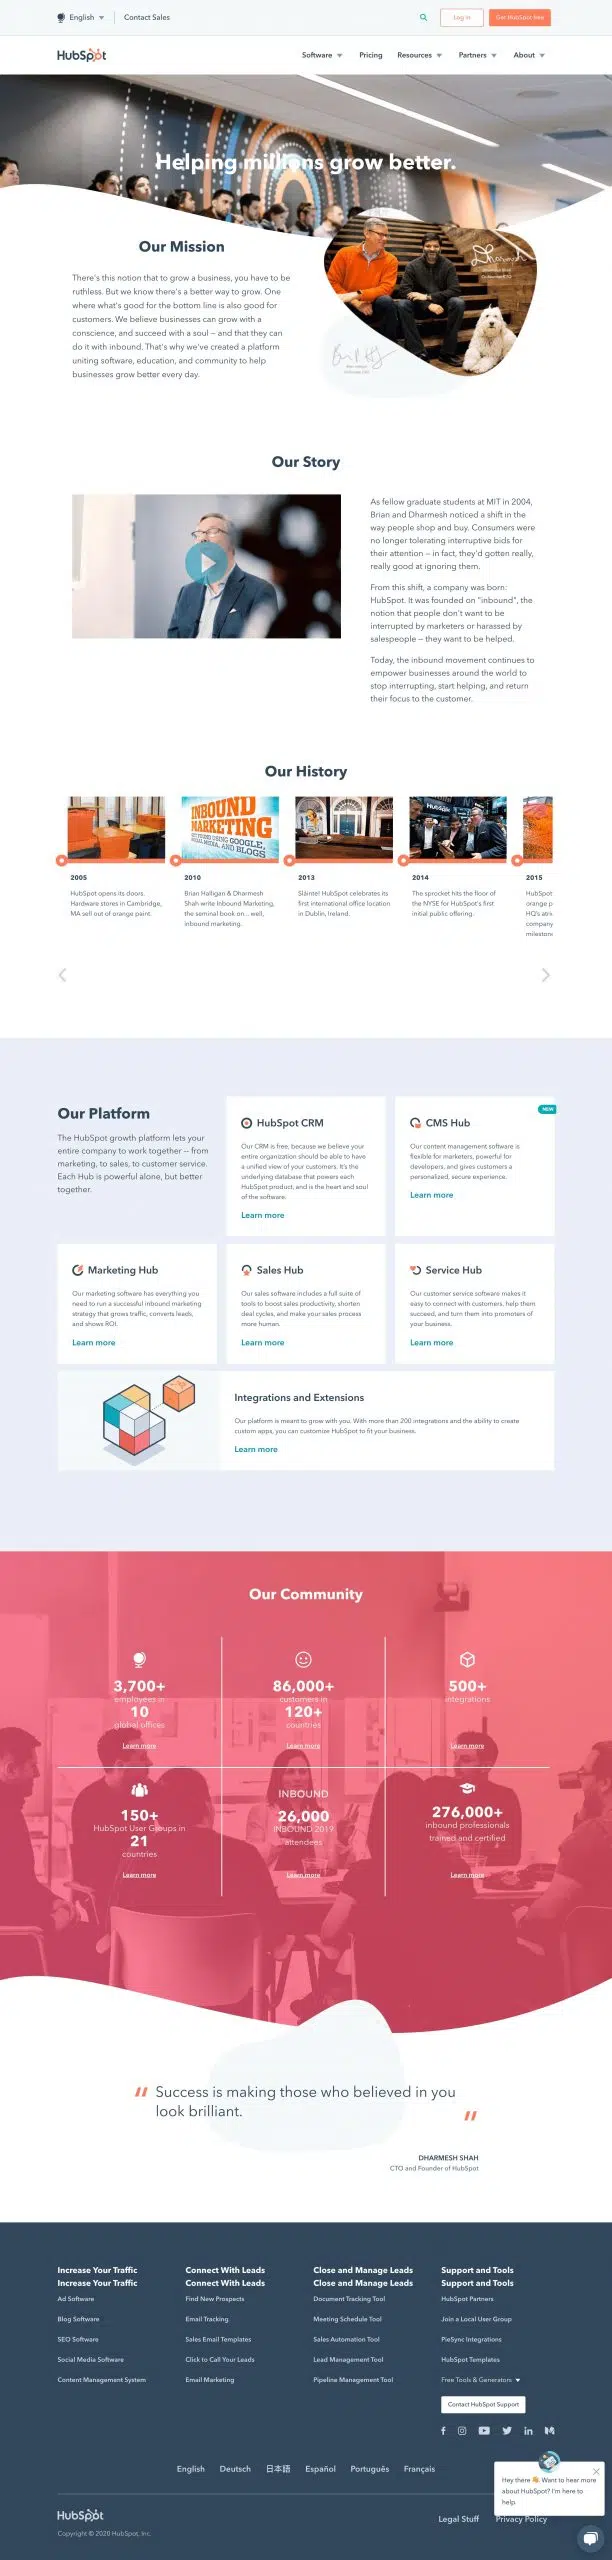 English
Contact Sales
Log in
Get HubSpot free
HubSpot
Software
Pricing
Resources
Partners
About
Helping millions grow better.
Our Mission
There's this notion that to grow a business, you have to be
ruthless. But we know there's a better way to grow. One
where what's good for the bottom line is also good for
customers. We believe businesses can grow with a
conscience, and succeed with a soul — and that they can
do it with inbound. That's why we've created a platform
uniting software, education, and community to help
businesses grow better every day.
Dharmesh
Our Story
As fellow graduate students at MIT in 2004,
Brian and Dharmesh noticed a shift in the
way people shop and buy. Consumers were
no longer tolerating interruptive bids for
their attention — in fact, they'd gotten really,
really good at ignoring them.
From this shift, a company was born:
HubSpot. It was founded on "inbound", the
notion that people don't want to be
interrupted by marketers or harassed by
salespeople — they want to be helped.
Today, the inbound movement continues to
empower businesses around the world to
stop interrupting, start helping, and return
their focus to the customer.
Our History
INBOUND
MARKETING
GET FOUND USING GOOGLE,
SOCIAL MEDIA, AND BLOGS
HubSpot
2005
HubSpot opens its doors.
Hardware stores in Cambridge,
MA sell out of orange paint.
2010
Brian Halligan & Dharmesh
Shah write Inbound Marketing,
the seminal book on... well,
inbound marketing.
2013
Sláinte! HubSpot celebrates its
first international office location
in Dublin, Ireland.
2014
The sprocket hits the floor of
the NYSE for HubSpot's first
initial public offering.
2015
HubSpot
orange p
HQ's atri
company
milestone
Our Platform
The HubSpot growth platform lets your
entire company to work together -- from
marketing, to sales, to customer service.
Each Hub is powerful alone, but better
together.
HubSpot CRM
Our CRM is free, because we believe your
entire organization should be able to have
a unified view of your customers. It's the
underlying database that powers each
HubSpot product, and is the heart and soul
of the software.
Learn more
NEW
CMS Hub
Our content management software is
flexible for marketers, powerful for
developers, and gives customers a
personalized, secure experience.
Learn more
Marketing Hub
Our marketing software has everything you
need to run a successful inbound marketing
strategy that grows traffic, converts leads,
and shows ROI.
Learn more
Sales Hub
Our sales software includes a full suite of
tools to boost sales productivity, shorten
deal cycles, and make your sales process
more human.
Learn more
Service Hub
Our customer service software makes it
easy to connect with customers, help them
succeed, and turn them into promoters of
your business.
Learn more
Integrations and Extensions
Our platform is meant to grow with you. With more than 200 integrations and the ability to create
custom apps, you can customize HubSpot to fit your business.
Learn more
Our Community
3,700+
employees in
10
global offices
Learn more
86,000+
customers in
120+
countries
Learn more
500+
integrations
Learn more
150+
HubSpot User Groups in
21
countries
Learn more
INBOUND
26,000
INBOUND 2019
attendees
Learn more
276,000+
inbound professionals
trained and certified
Learn more
Success is making those who believed in you
look brilliant.
DHARMESH SHAH
CTO and Founder of HubSpot
Increase Your Traffic
Increase Your Traffic
Ad Software
Blog Software
SEO Software
Social Media Software
Content Management System
Connect With Leads
Connect With Leads
Find New Prospects
Email Tracking
Sales Email Templates
Click to Call Your Leads
Email Marketing
Close and Manage Leads
Close and Manage Leads
Document Tracking Tool
Meeting Schedule Tool
Sales Automation Tool
Lead Management Tool
Pipeline Management Tool
Support and Tools
Support and Tools
HubSpot Partners
Join a Local User Group
PieSync Integrations
HubSpot Templates
Free Tools & Generators
Contact HubSpot Support
English
Deutsch
日本語
Español
Português
Français
Hey there 👋. Want to hear more
about HubSpot? I'm here to
help.
HubSpot
Copyright © 2020 HubSpot, Inc.
Legal Stuff
Privacy Policy